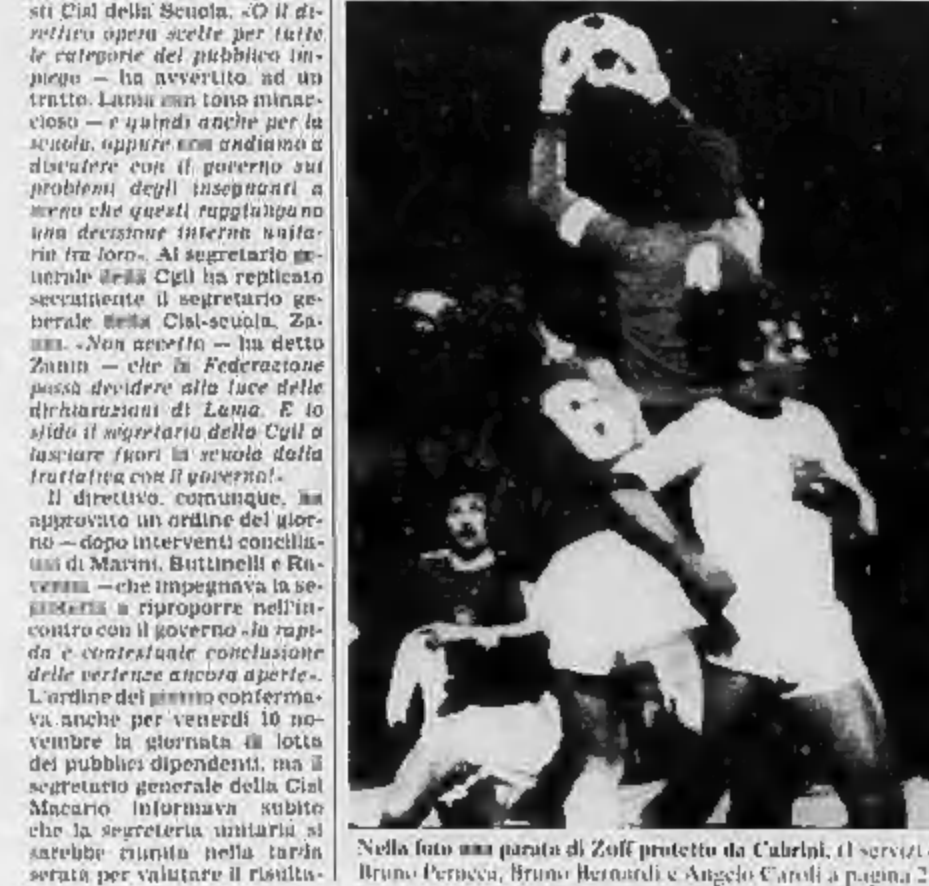 sti Cisl della Scuola. «O il di-
rettivo opera scelte per tutte
le categorie del pubblico im-
piego — ha avvertito, ad un
tratto, Lama con tono minac-
cioso — e quindi anche per la
scuola, oppure non andiamo a
discutere con il governo sui
problemi degli insegnanti a
meno che questi raggiungano
una decisione interna unita-
ria tra loro». Al segretario ge-
nerale della Cgil ha replicato
seccamente il segretario ge-
nerale della Cisl-scuola, Za-
«Non accetto — ha detto
Zanin — che la Federazione
possa decidere alla luce delle
dichiarazioni di Lama. E io
sfido il segretario della Cgil a
lasciare fuori la scuola dalla
trattativa con il governo!».
Il direttivo, comunque, ha
approvato un ordine del gior-
no — dopo interventi concilia-
di Marini, Buttinelli e Ra-
— che impegnava la se-
greteria a riproporre nell'in-
contro con il governo «la rapi-
da e contestuale conclusione
delle vertenze ancora aperte».
L'ordine del giorno conferma-
va anche per venerdì 10 no-
vembre la giornata di lotta
dei pubblici dipendenti, ma il
segretario generale della Cisl
Macario informava subito
che la segreteria unitaria si
sarebbe riunita nella tarda
serata per valutare il risulta-
Nella foto una parata di Zoff protetto da Cabrini. (I servizi
Bruno Perucca, Bruno Bernardi e Angelo Caroli a pagina 2